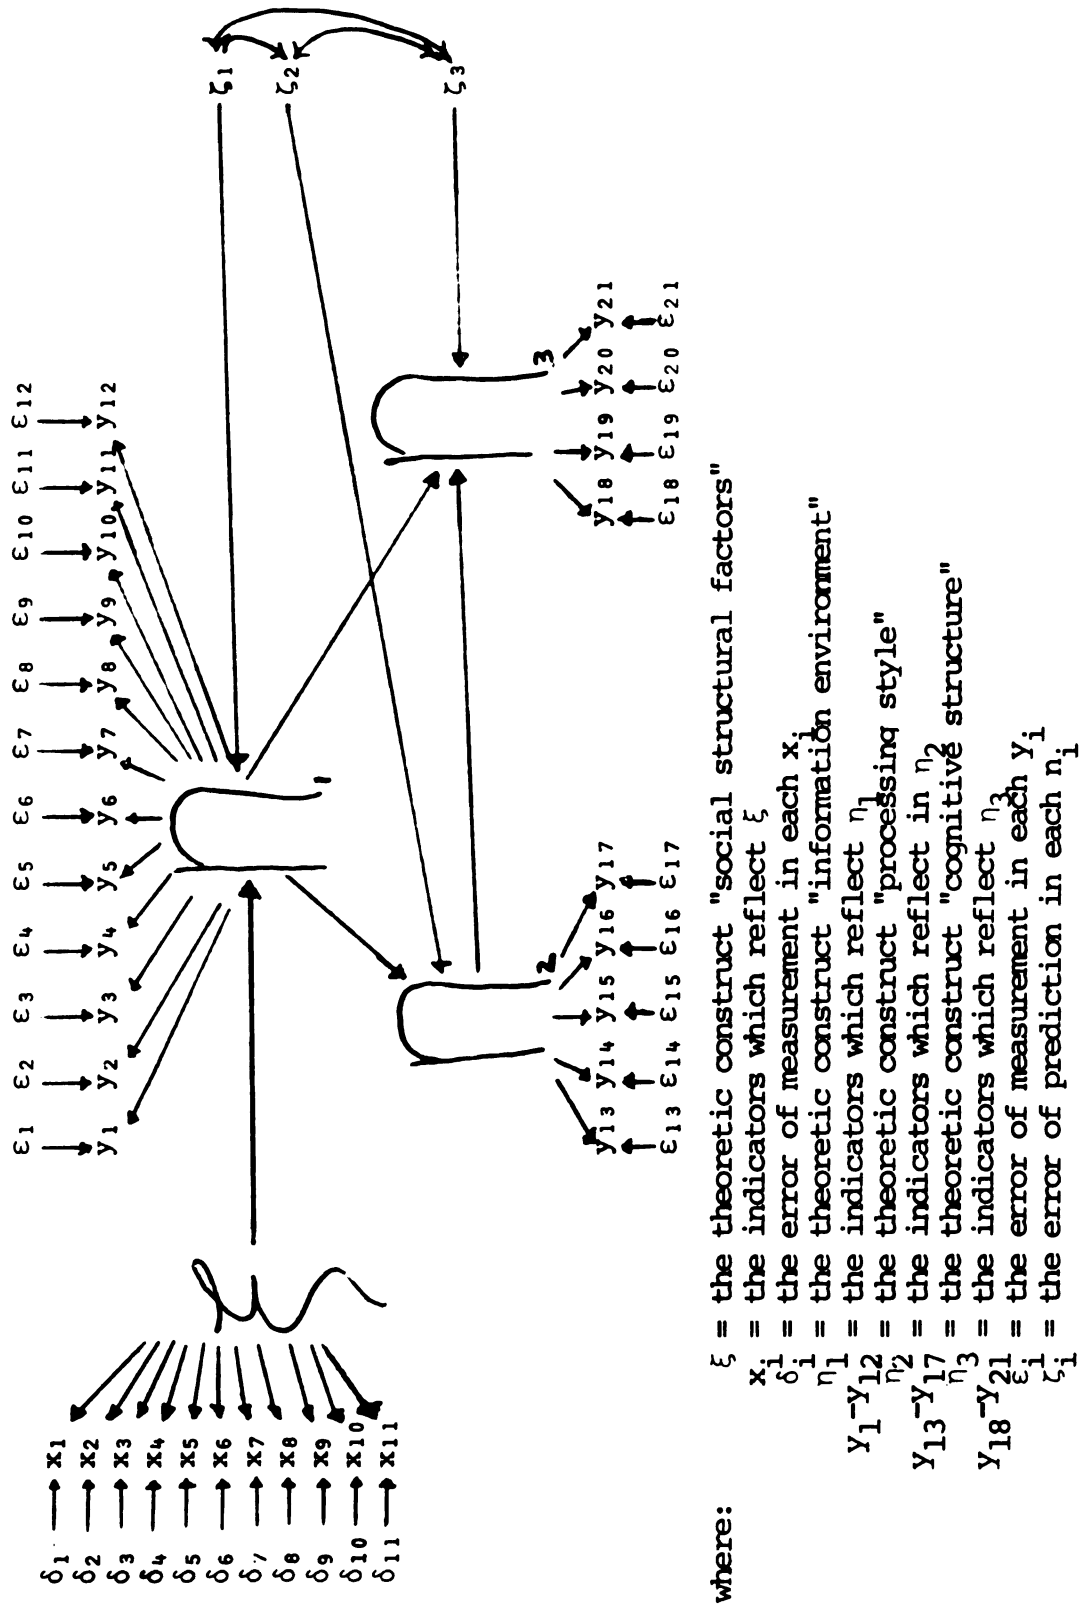 ε1 ε2 ε3 ε4 ε5 ε6 ε7 ε8 ε9 ε10 ε11 ε12
y1 y2 y3 y4 y5 y6 y7 y8 y9 y10 y11 y12
δ1 x1
δ2 x2
δ3 x3
δ4 x4
δ5 x5
δ6 x6
δ7 x7
δ8 x8
δ9 x9
δ10 x10
δ11 x11
ξ
η1
η2
η3
ζ1
ζ2
ζ3
y13 y14 y15 y16 y17
ε13 ε14 ε15 ε16 ε17
y18 y19 y20 y21
ε18 ε19 ε20 ε21
where:
ξ = the theoretic construct "social structural factors"
xi = the indicators which reflect ξ
δi = the error of measurement in each xi
η1 = the theoretic construct "information environment"
y1-y12 = the indicators which reflect η1
η2 = the theoretic construct "processing style"
y13-y17 = the indicators which reflect in η2
η3 = the theoretic construct "cognitive structure"
y18-y21 = the indicators which reflect η3
εi = the error of measurement in each yi
ζi = the error of prediction in each ni